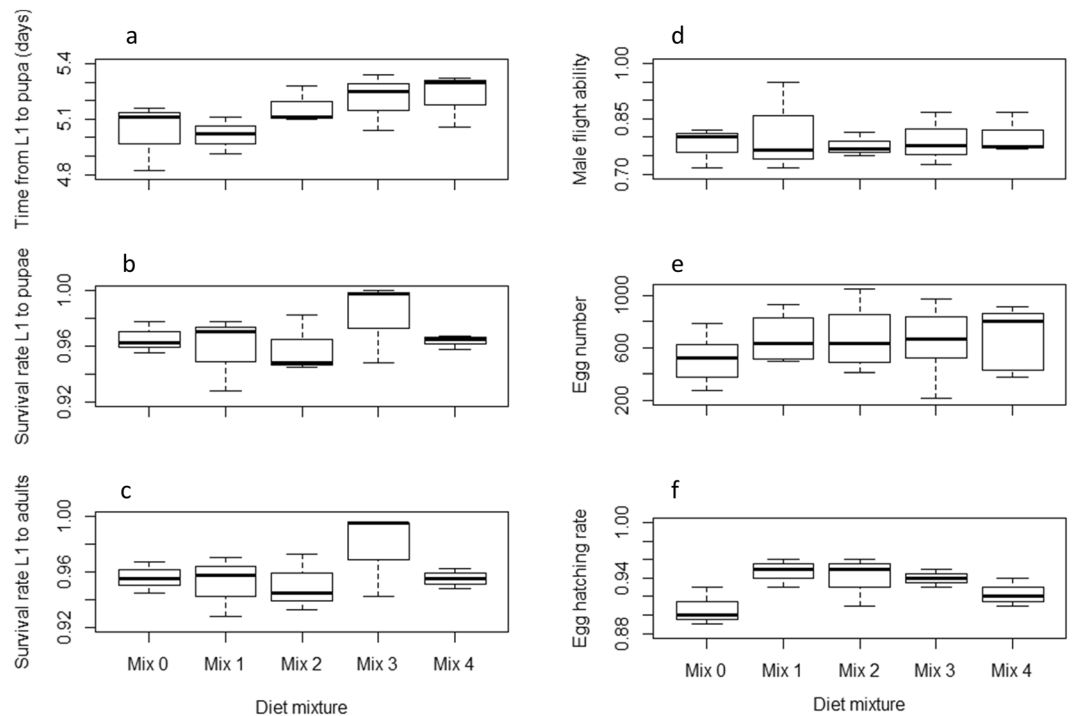 a
Time from L1 to pupa (days)
5.4
5.1
4.8
b
Survival rate L1 to pupae
1.00
0.96
0.92
c
Survival rate L1 to adults
1.00
0.96
0.92
Mix 0 Mix 1 Mix 2 Mix 3 Mix 4
Diet mixture
d
Male flight ability
1.00
0.85
0.70
e
Egg number
1000
600
200
f
Egg hatching rate
1.00
0.94
0.88
Mix 0 Mix 1 Mix 2 Mix 3 Mix 4
Diet mixture